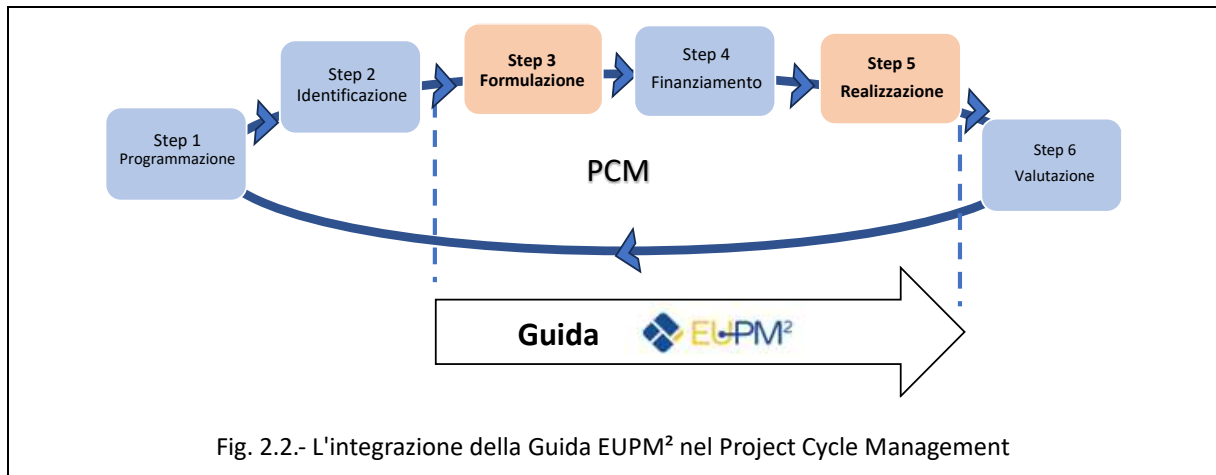 Step 1
Programmazione
Step 2
Identificazione
Step 3
Formulazione
Step 4
Finanziamento
Step 5
Realizzazione
Step 6
Valutazione
PCM
Guida EUPM²
Fig. 2.2.- L'integrazione della Guida EUPM² nel Project Cycle Management